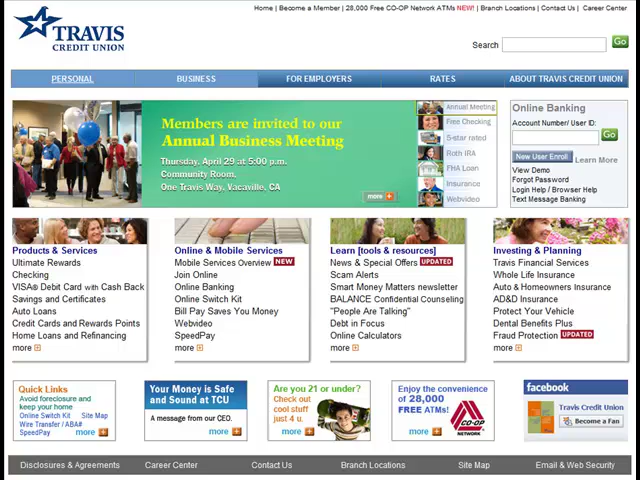 Home | Become a Member | 28,000 Free CO-OP Network ATMs NEW! | Branch Locations | Contact Us | Career Center
TRAVIS
CREDIT UNION
Search
Go
PERSONAL
BUSINESS
FOR EMPLOYERS
RATES
ABOUT TRAVIS CREDIT UNION
Members are invited to our
Annual Business Meeting
Thursday, April 29 at 5:00 p.m.
Community Room,
One Travis Way, Vacaville, CA
more
Annual Meeting
Free Checking
5-star rated
Roth IRA
FHA Loan
Insurance
Webvideo
Online Banking
Account Number/ User ID:
Go
New User Enroll
Learn More
View Demo
Forgot Password
Login Help / Browser Help
Text Message Banking
Products & Services
Ultimate Rewards
Checking
VISA® Debit Card with Cash Back
Savings and Certificates
Auto Loans
Credit Cards and Rewards Points
Home Loans and Refinancing
more
Online & Mobile Services
Mobile Services Overview NEW
Join Online
Online Banking
Online Switch Kit
Bill Pay Saves You Money
Webvideo
SpeedPay
more
Learn [tools & resources]
News & Special Offers UPDATED
Scam Alerts
Smart Money Matters newsletter
BALANCE Confidential Counseling
"People Are Talking"
Debt in Focus
Online Calculators
more
Investing & Planning
Travis Financial Services
Whole Life Insurance
Auto & Homeowners Insurance
AD&D Insurance
Protect Your Vehicle
Dental Benefits Plus
Fraud Protection UPDATED
more
Quick Links
Avoid foreclosure and
keep your home
Online Switch Kit Site Map
Wire Transfer / ABA#
SpeedPay
more
Your Money is Safe
and Sound at TCU
A message from our CEO.
more
Are you 21 or under?
Check out
cool stuff
just 4 u.
more
Enjoy the convenience
of 28,000
FREE ATMs!
CO-OP
NETWORK
more
facebook
Travis Credit Union
Become a Fan
Disclosures & Agreements
Career Center
Contact Us
Branch Locations
Site Map
Email & Web Security